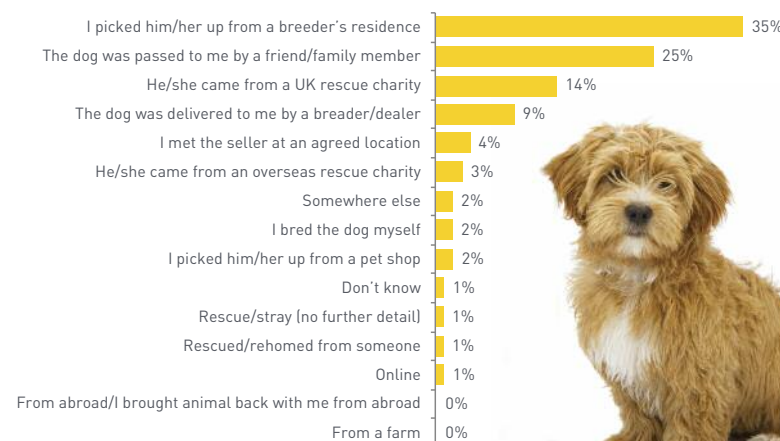 I picked him/her up from a breeder's residence 35%
The dog was passed to me by a friend/family member 25%
He/she came from a UK rescue charity 14%
The dog was delivered to me by a breader/dealer 9%
I met the seller at an agreed location 4%
He/she came from an overseas rescue charity 3%
Somewhere else 2%
I bred the dog myself 2%
I picked him/her up from a pet shop 2%
Don't know 1%
Rescue/stray (no further detail) 1%
Rescued/rehomed from someone 1%
Online 1%
From abroad/I brought animal back with me from abroad 0%
From a farm 0%